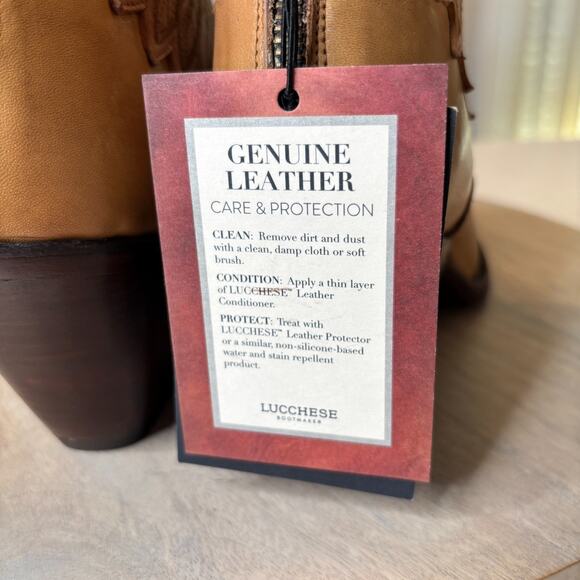 GENUINE
LEATHER
CARE & PROTECTION
CLEAN: Remove dirt and dust
with a clean, damp cloth or soft
brush.
CONDITION: Apply a thin layer
of LUCCHESE™ Leather
Conditioner.
PROTECT: Treat with
LUCCHESE™ Leather Protector
or a similar, non-silicone-based
water and stain repellent
product.
LUCCHESE
BOOTMAKER